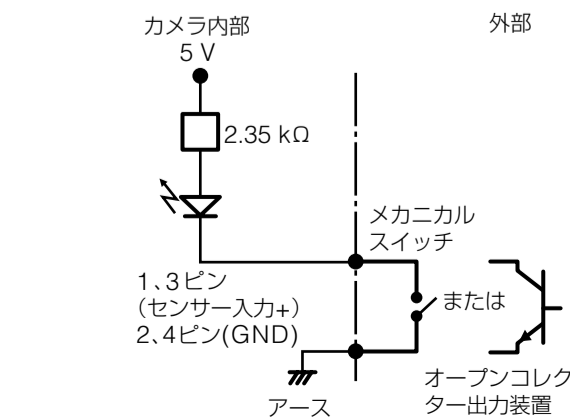 カメラ内部
外部
5 V
2.35 kΩ
メカニカル
スイッチ
1、3ピン
(センサー入力+)
2、4ピン(GND)
または
アース
オープンコレク
ター出力装置